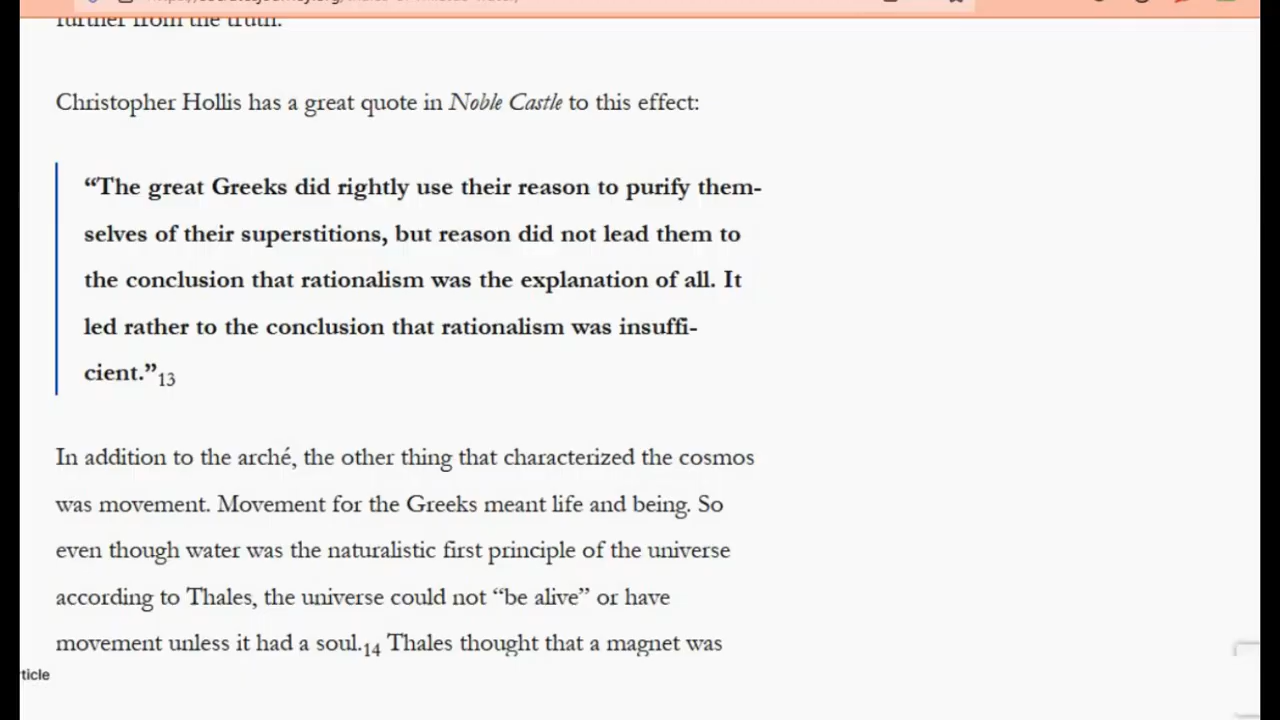 further from the truth.
Christopher Hollis has a great quote in Noble Castle to this effect:
“The great Greeks did rightly use their reason to purify them-
selves of their superstitions, but reason did not lead them to
the conclusion that rationalism was the explanation of all. It
led rather to the conclusion that rationalism was insuffi-
cient.”13
In addition to the arché, the other thing that characterized the cosmos
was movement. Movement for the Greeks meant life and being. So
even though water was the naturalistic first principle of the universe
according to Thales, the universe could not “be alive” or have
movement unless it had a soul.14 Thales thought that a magnet was
ticle